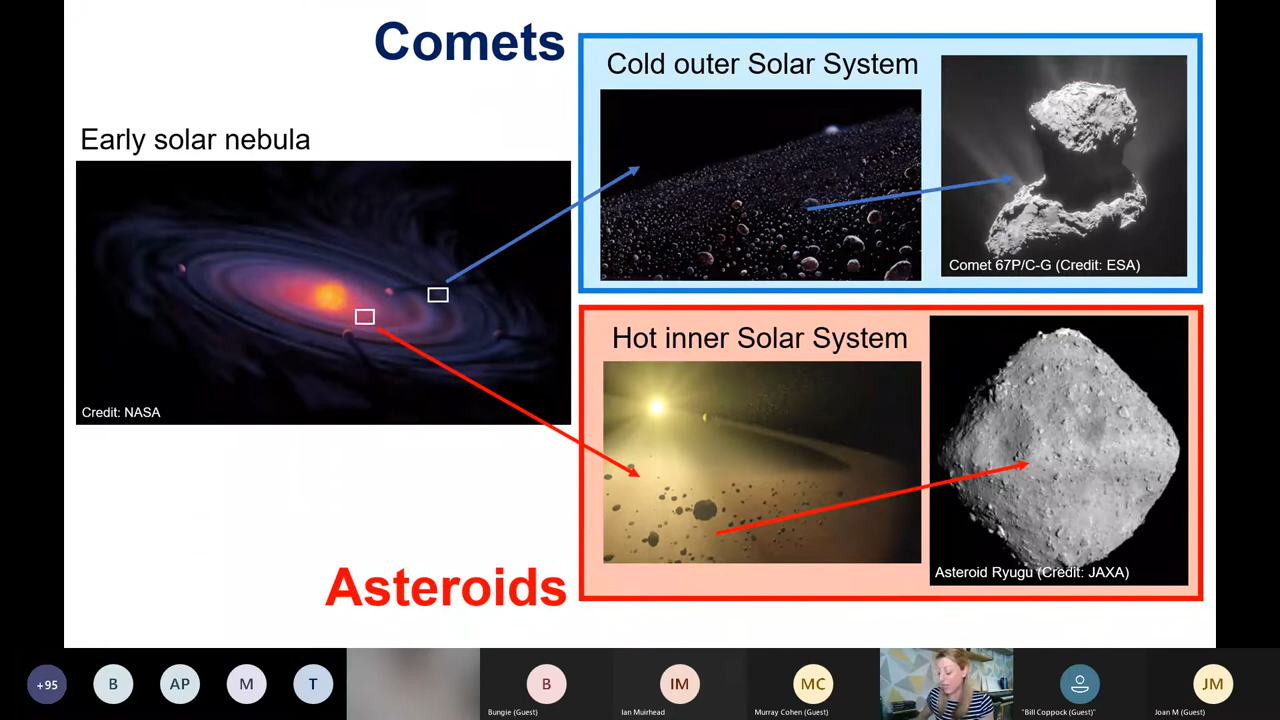 Comets
Cold outer Solar System
Early solar nebula
Comet 67P/C-G (Credit: ESA)
Hot inner Solar System
Credit: NASA
Asteroid Ryugu (Credit: JAXA)
Asteroids
+95
B
AP
M
T
B
Bungie (Guest)
IM
Ian Muirhead
MC
Murray Cohen (Guest)
"Bill Coppock (Guest)"
JM
Joan M (Guest)